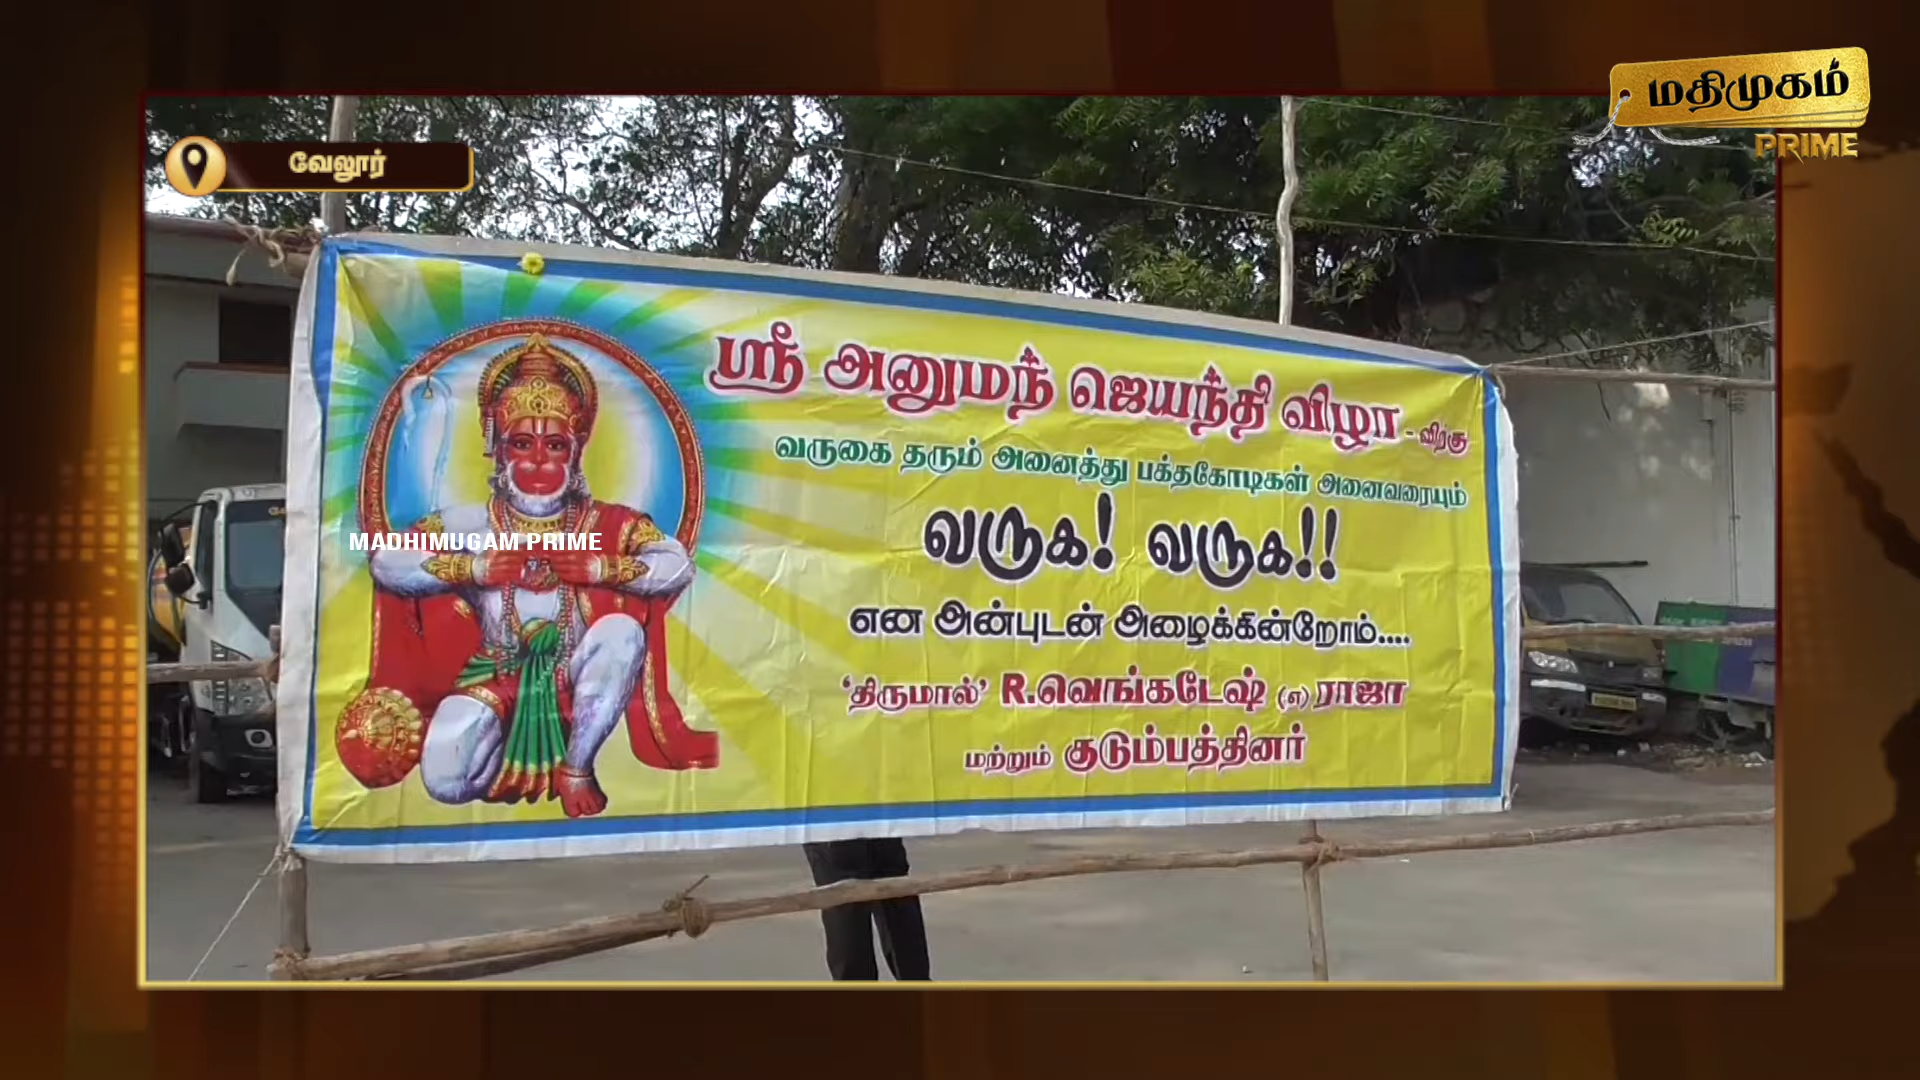 மதிமுகம்
PRIME
வேலூர்
ஸ்ரீ அனுமந் ஜெயந்தி விழா - விற்கு
வருகை தரும் அனைத்து பக்தகோடிகள் அனைவரையும்
வருக! வருக!!
MADHIMUGAM PRIME
என அன்புடன் அழைக்கின்றோம்....
'திருமால்' R.வெங்கடேஷ் (எ) ராஜா
மற்றும் குடும்பத்தினர்